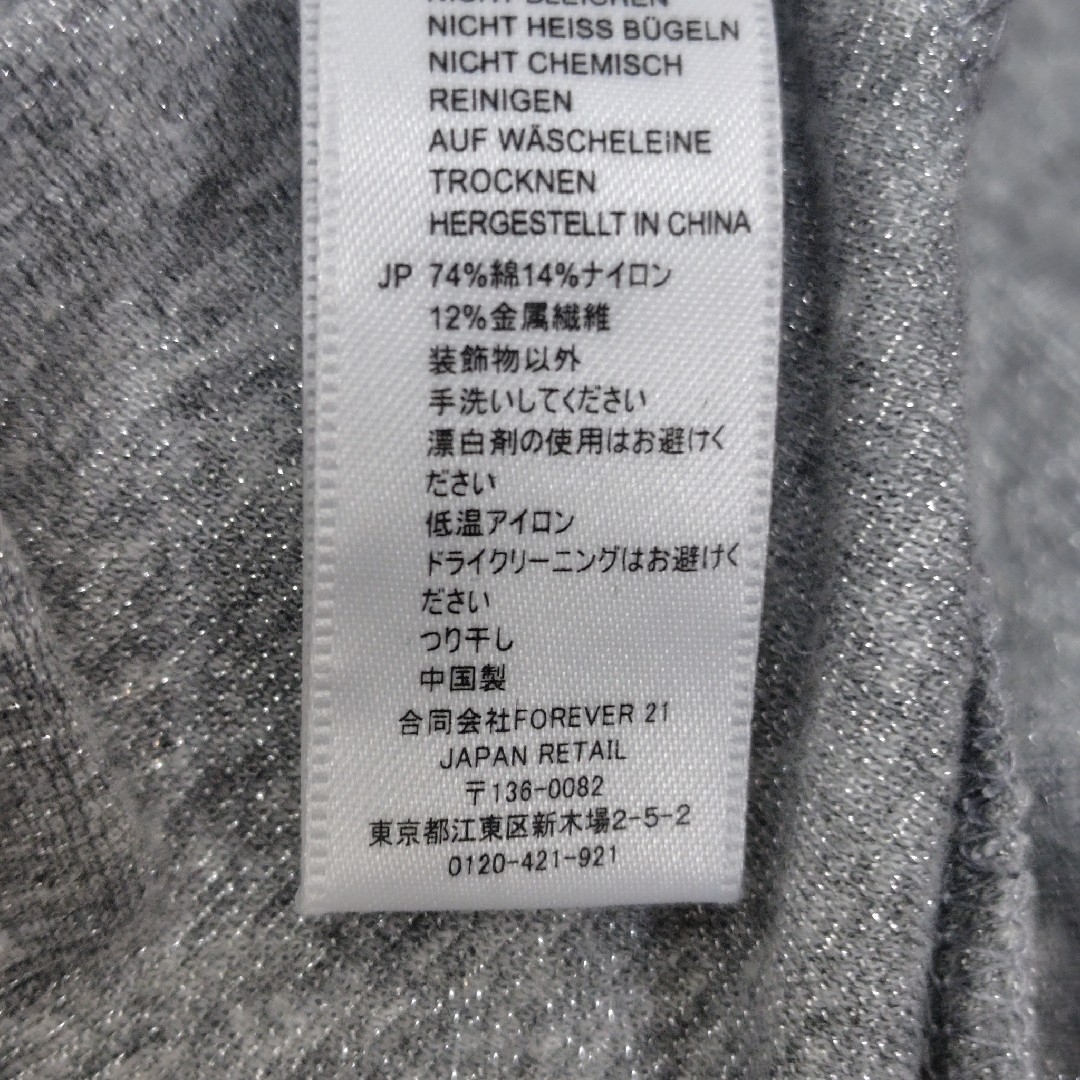 NICHT BLEICHEN
NICHT HEISS BÜGELN
NICHT CHEMISCH
REINIGEN
AUF WÄSCHELEINE
TROCKNEN
HERGESTELLT IN CHINA
JP 74%綿14%ナイロン
12%金属繊維
装飾物以外
手洗いしてください
漂白剤の使用はお避けく
ださい
低温アイロン
ドライクリーニングはお避けく
ださい
つり干し
中国製
合同会社FOREVER 21
JAPAN RETAIL
〒136-0082
東京都江東区新木場2-5-2
0120-421-921